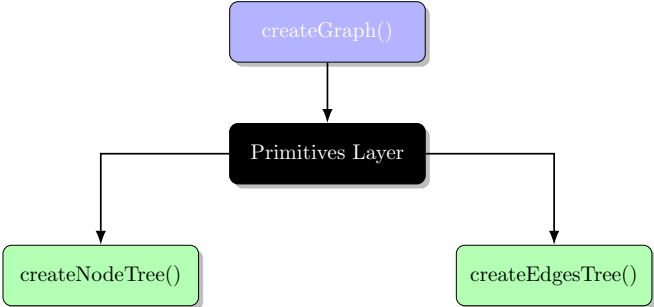 createGraph()
Primitives Layer
createNodeTree()
createEdgesTree()